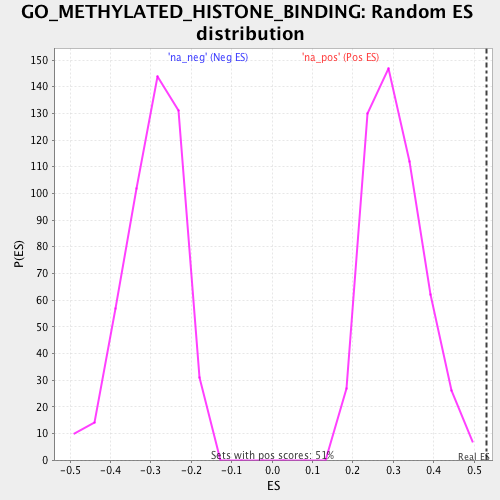 GO_METHYLATED_HISTONE_BINDING: Random ES
distribution
'na_neg' (Neg ES)
'na_pos' (Pos ES)
150
140
130
120
110
100
90
80
70
60
50
40
30
20
10
0
P(ES)
Sets with pos scores: 51%
Real ES
-0.5 -0.4 -0.3 -0.2 -0.1 0.0 0.1 0.2 0.3 0.4 0.5
ES